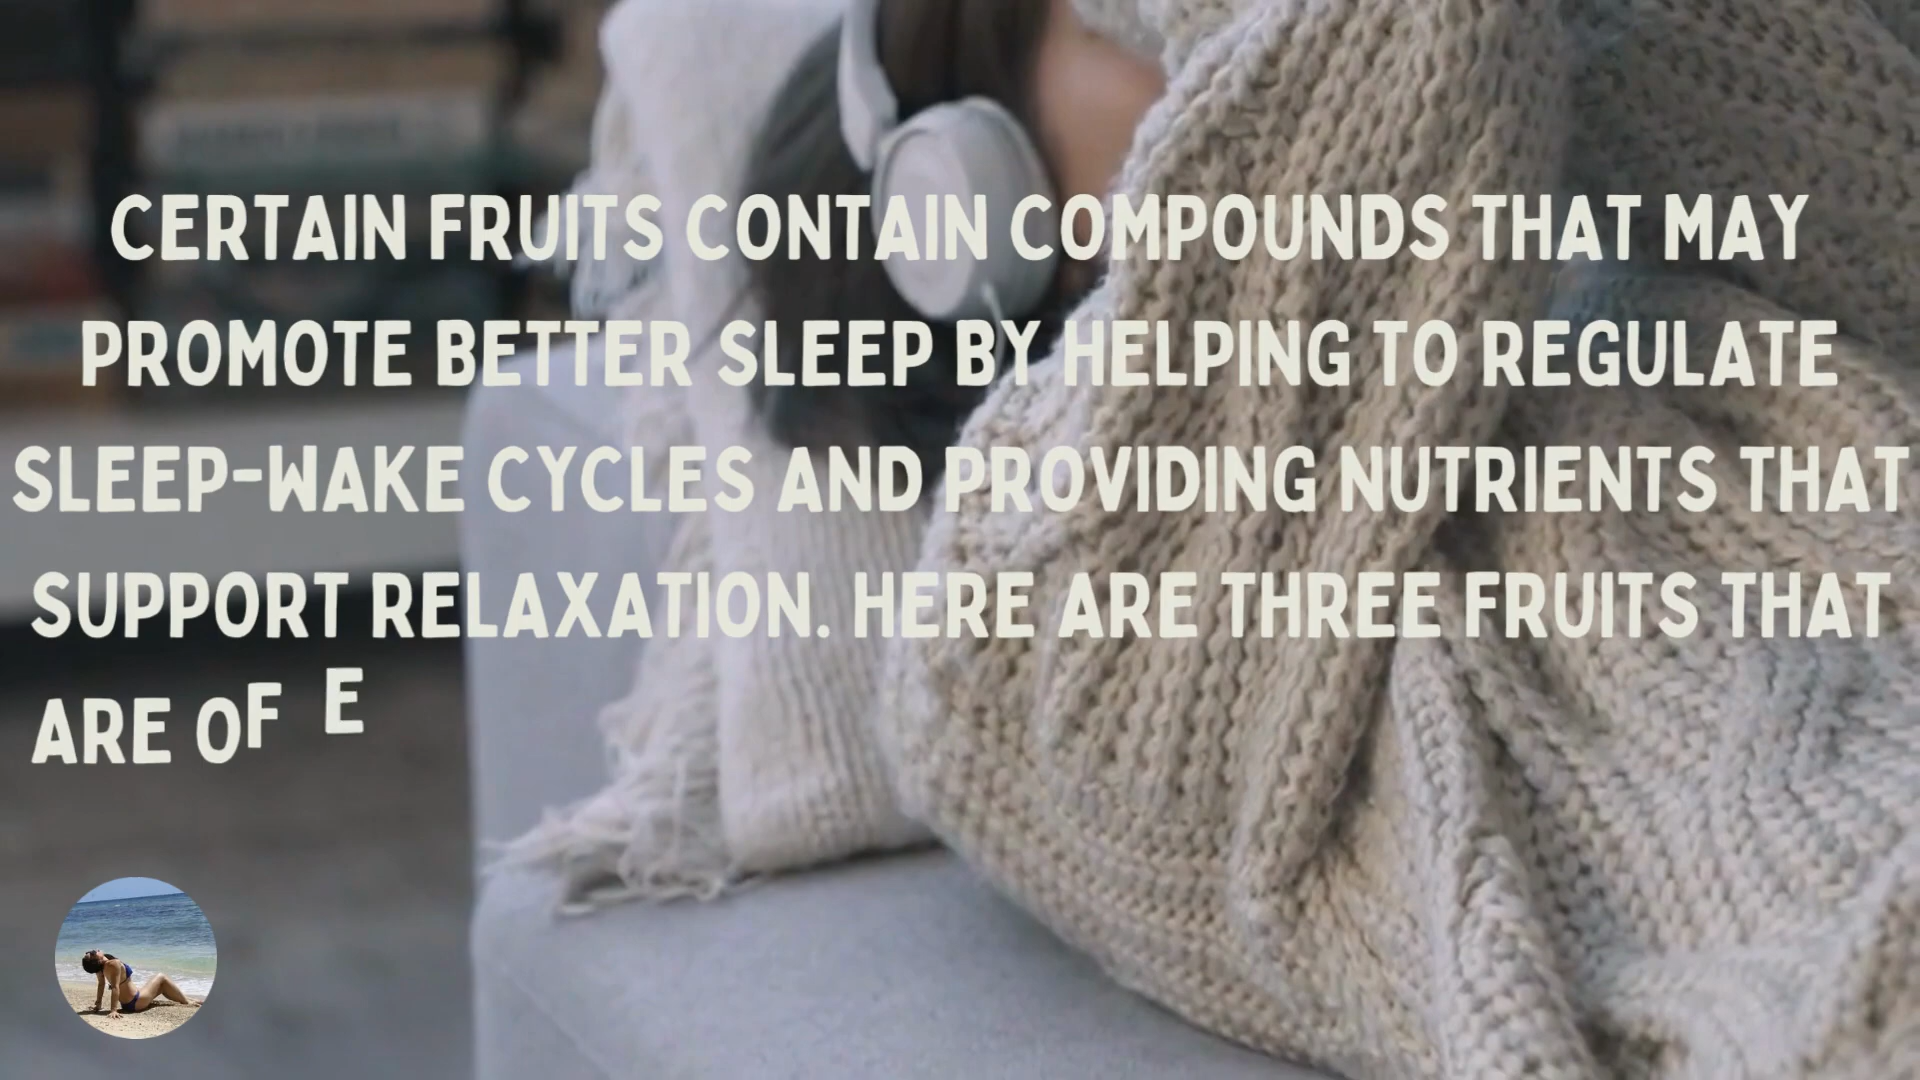 CERTAIN FRUITS CONTAIN COMPOUNDS THAT MAY
PROMOTE BETTER SLEEP BY HELPING TO REGULATE
SLEEP-WAKE CYCLES AND PROVIDING NUTRIENTS THAT
SUPPORT RELAXATION. HERE ARE THREE FRUITS THAT
ARE OF E